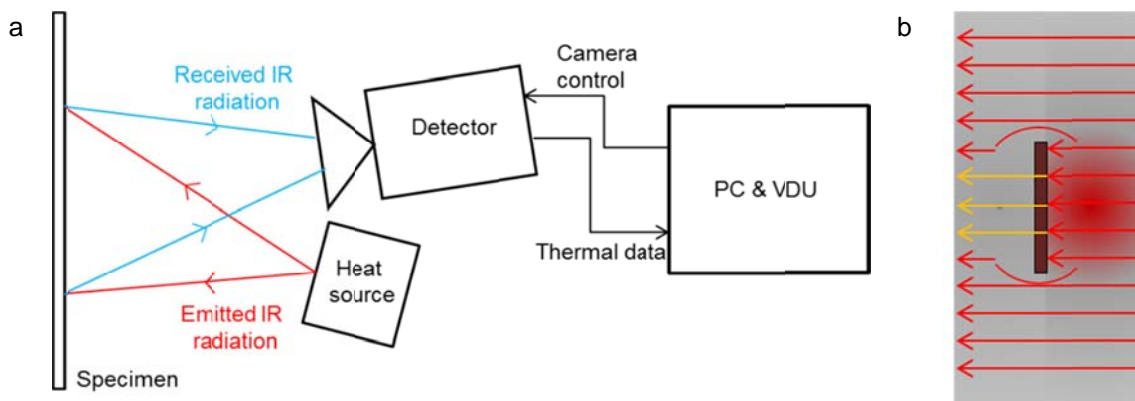 a
b
Received IR
radiation
Camera
control
Detector
PC & VDU
Thermal data
Heat
source
Emitted IR
radiation
Specimen